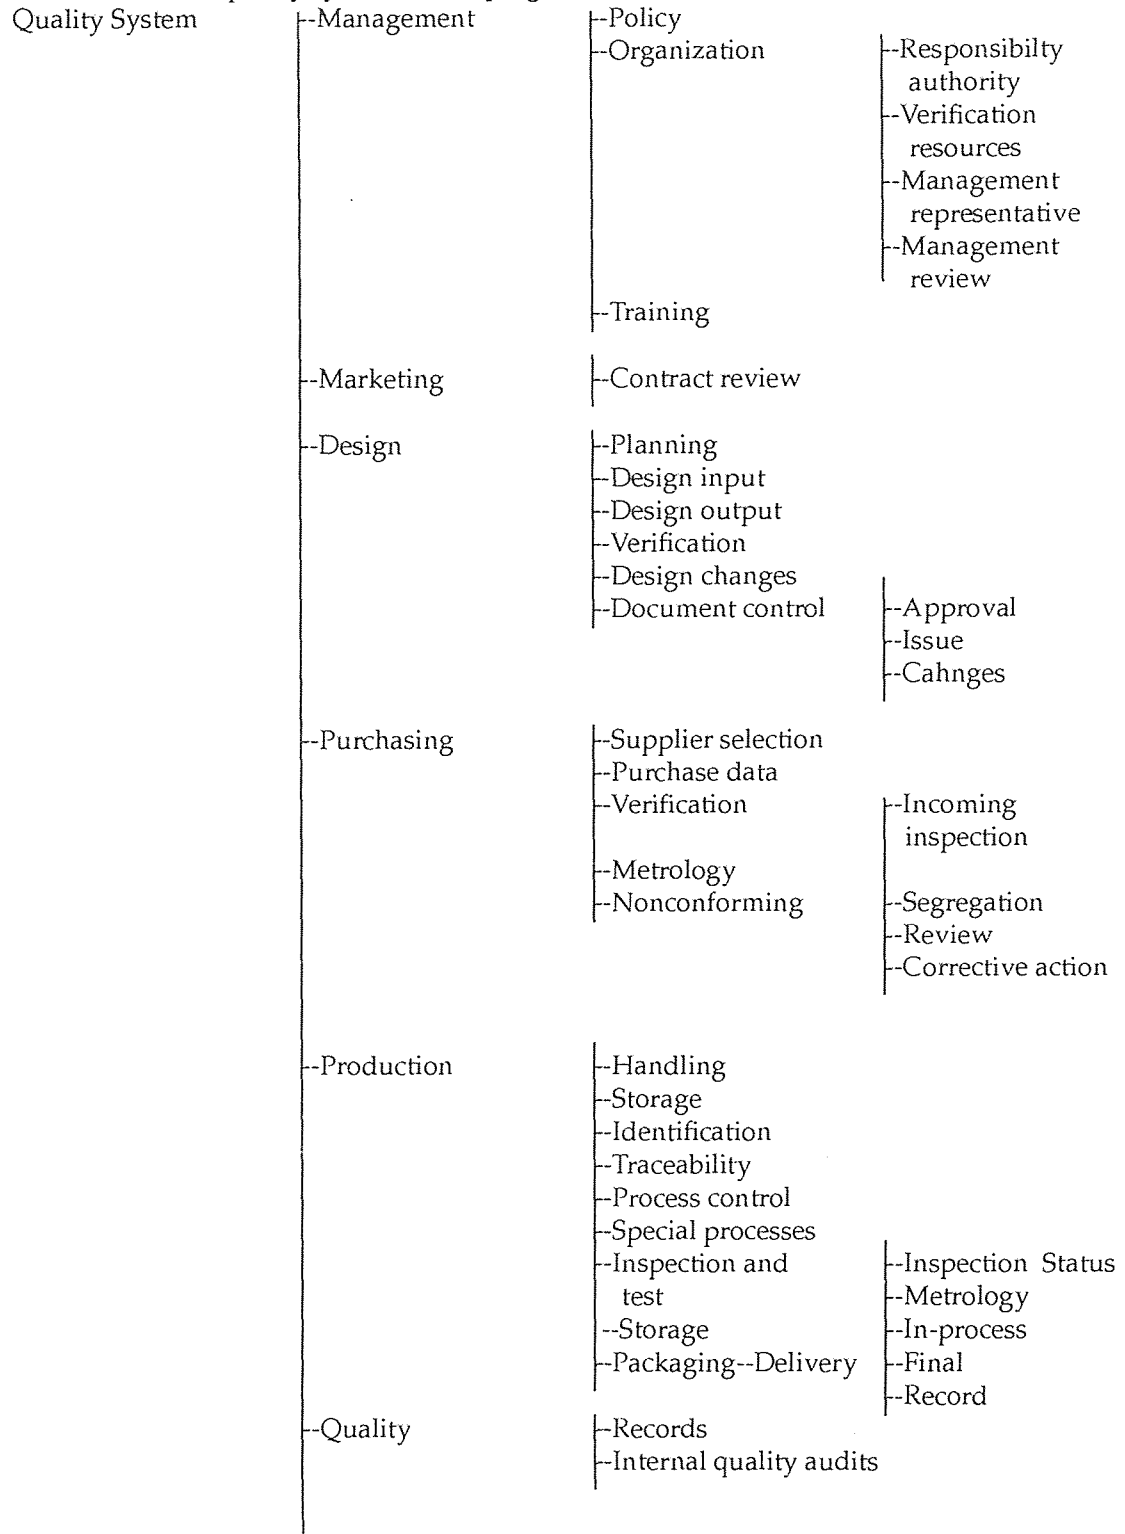 Quality System --Management --Policy
--Organization --Responsibilty
authority
--Verification
resources
--Management
representative
--Management
review
--Training
--Marketing --Contract review
--Design --Planning
--Design input
--Design output
--Verification
--Design changes
--Document control --Approval
--Issue
--Cahnges
--Purchasing --Supplier selection
--Purchase data
--Verification --Incoming
inspection
--Metrology
--Nonconforming --Segregation
--Review
--Corrective action
--Production --Handling
--Storage
--Identification
--Traceability
--Process control
--Special processes
--Inspection and --Inspection Status
test --Metrology
--Storage --In-process
--Packaging--Delivery --Final
--Record
--Quality --Records
--Internal quality audits